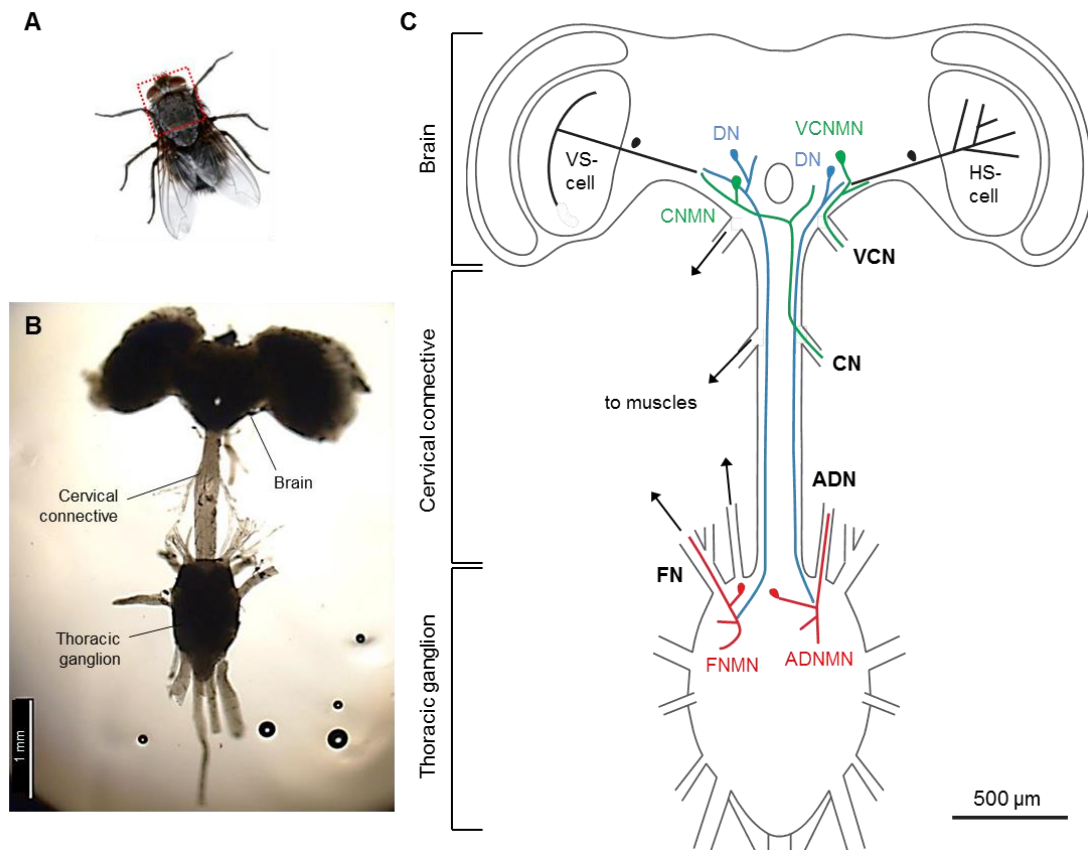 A
B
Brain
Cervical
connective
Thoracic
ganglion
1 mm
C
Brain
Cervical connective
Thoracic ganglion
VS-
cell
DN
VCNMN
DN
HS-
cell
CNMN
VCN
CN
to muscles
ADN
FN
FNMN
ADNMN
500 µm